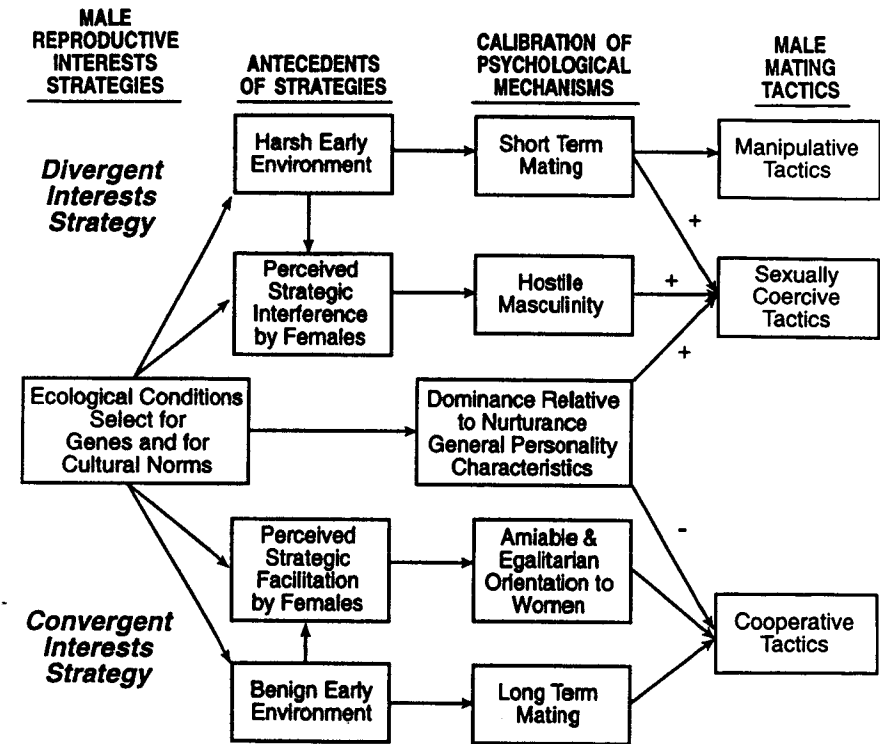 MALE
REPRODUCTIVE
INTERESTS
STRATEGIES
ANTECEDENTS
OF STRATEGIES
CALIBRATION OF
PSYCHOLOGICAL
MECHANISMS
MALE
MATING
TACTICS
Divergent
Interests
Strategy
Harsh Early
Environment
Short Term
Mating
Manipulative
Tactics
+
Perceived
Strategic
Interference
by Females
Hostile
Masculinity
+
Sexually
Coercive
Tactics
+
Ecological Conditions
Select for
Genes and for
Cultural Norms
Dominance Relative
to Nurturance
General Personality
Characteristics
-
Perceived
Strategic
Facilitation
by Females
Amiable &
Egalitarian
Orientation to
Women
Cooperative
Tactics
Convergent
Interests
Strategy
Benign Early
Environment
Long Term
Mating